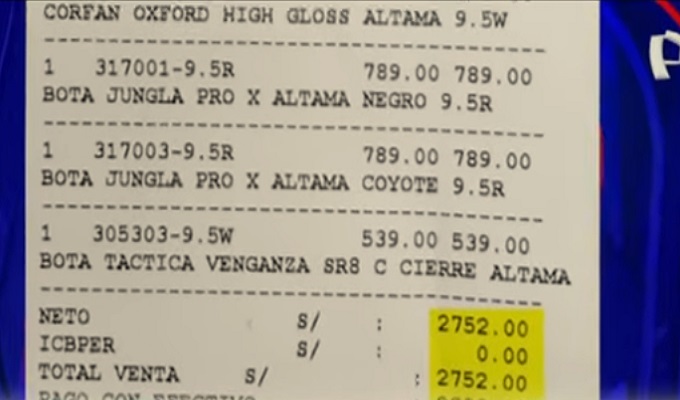 CORFAN OXFORD HIGH GLOSS ALTAMA 9.5W
1 317001-9.5R 789.00 789.00
BOTA JUNGLA PRO X ALTAMA NEGRO 9.5R
1 317003-9.5R 789.00 789.00
BOTA JUNGLA PRO X ALTAMA COYOTE 9.5R
1 305303-9.5W 539.00 539.00
BOTA TACTICA VENGANZA SR8 C CIERRE ALTAMA
NETO S/ : 2752.00
ICBPER S/ : 0.00
TOTAL VENTA S/ : 2752.00
PAGO CON EFECTIVO